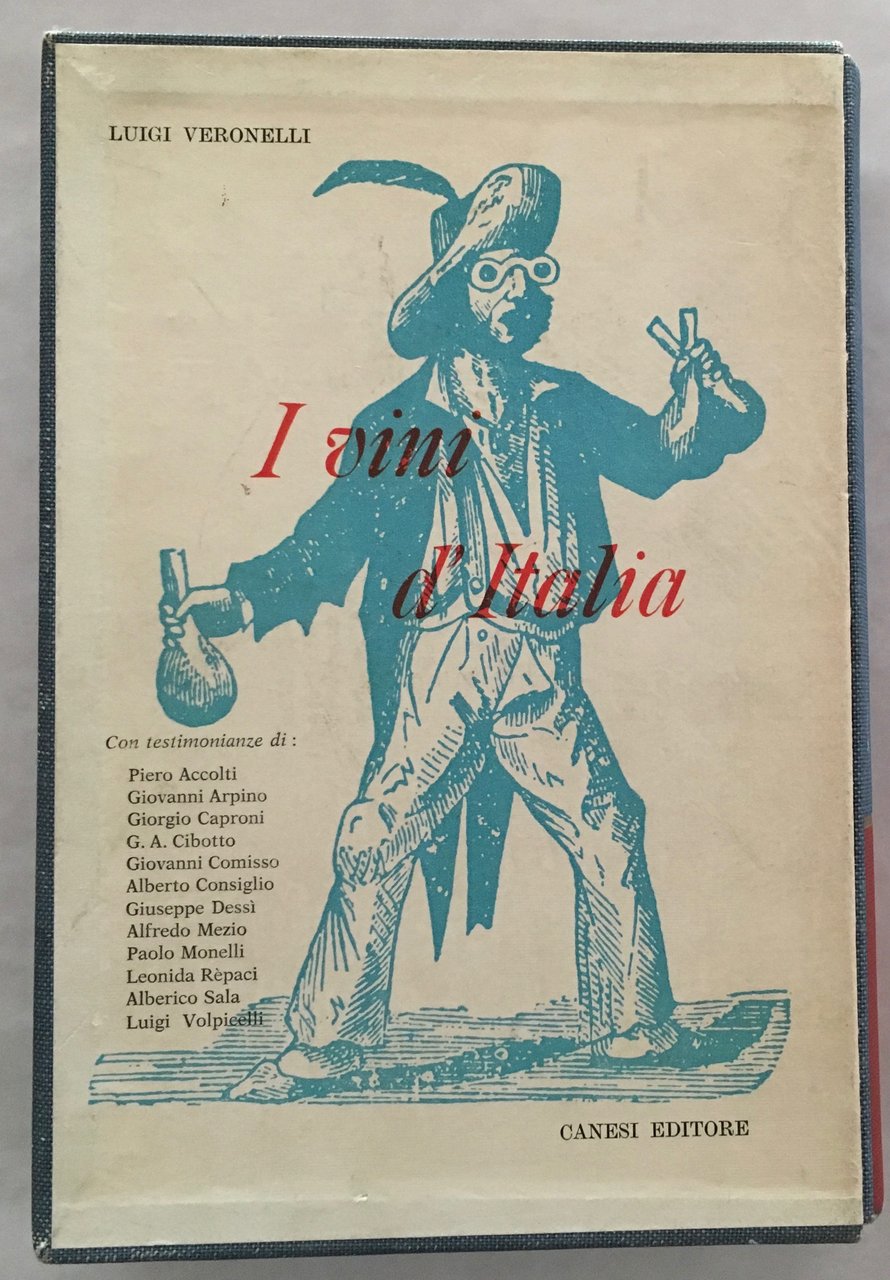 LUIGI VERONELLI
I vini
d'Italia
Con testimonianze di :
Piero Accolti
Giovanni Arpino
Giorgio Caproni
G. A. Cibotto
Giovanni Comisso
Alberto Consiglio
Giuseppe Dessì
Alfredo Mezio
Paolo Monelli
Leonida Rèpaci
Alberico Sala
Luigi Volpicelli
CANESI EDITORE